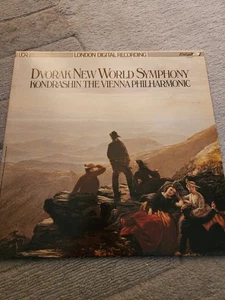 LONDON DIGITAL RECORDING
DVOŘÁK NEW WORLD SYMPHONY
KONDRASHIN THE VIENNA PHILHARMONIC